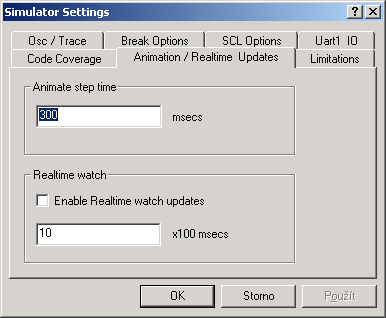 Simulator Settings
Osc / Trace Break Options SCL Options Uart1 IO
Code Coverage Animation / Realtime Updates Limitations
Animate step time
300 msecs
Realtime watch
Enable Realtime watch updates
10 x100 msecs
OK Storno Použít